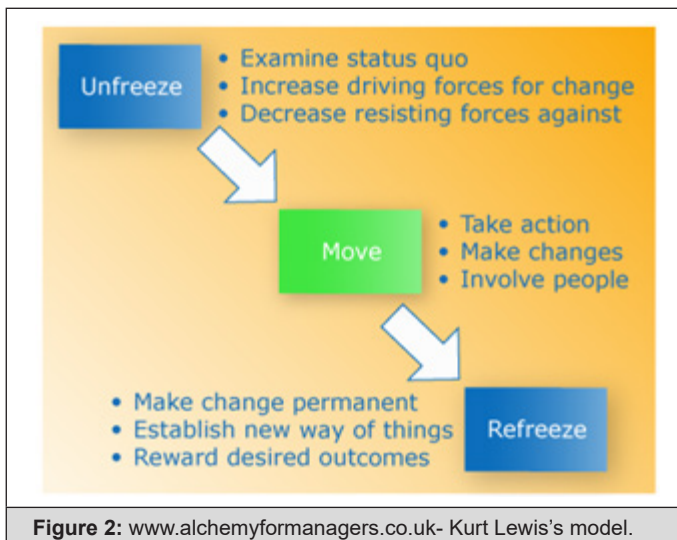 Unfreeze
• Examine status quo
• Increase driving forces for change
• Decrease resisting forces against
Move
• Take action
• Make changes
• Involve people
• Make change permanent
• Establish new way of things
• Reward desired outcomes
Refreeze
Figure 2: www.alchemyformanagers.co.uk- Kurt Lewis's model.